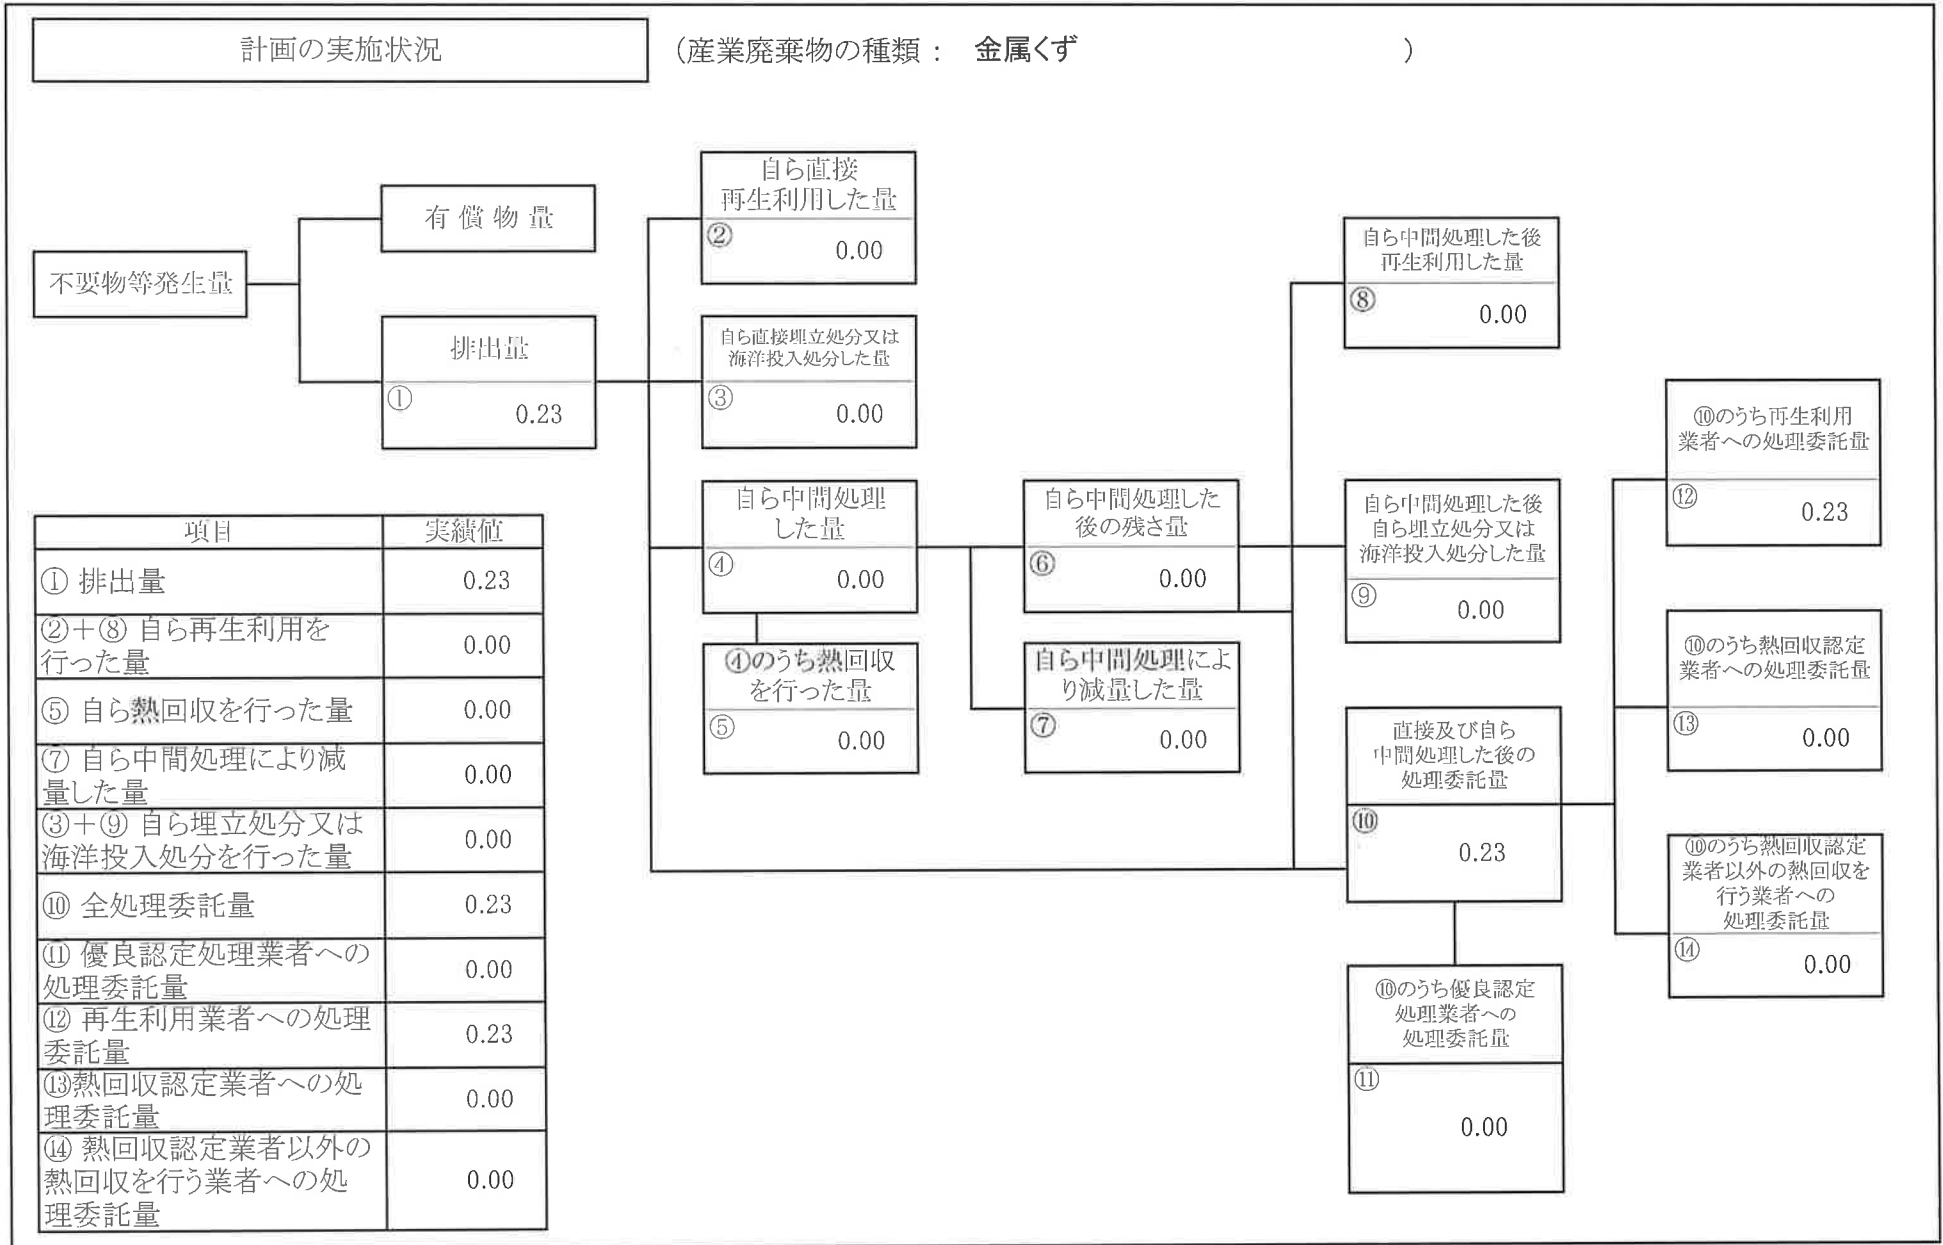 計画の実施状況
（産業廃棄物の種類： 金属くず ）
不要物等発生量
有 償 物 量
排出量
①
0.23
自ら直接
再生利用した量
②
0.00
自ら直接埋立処分又は
海洋投入処分した量
③
0.00
自ら中間処理
した量
④
0.00
④のうち熱回収
を行った量
⑤
0.00
自ら中間処理した
後の残さ量
⑥
0.00
自ら中間処理によ
り減量した量
⑦
0.00
自ら中間処理した後
再生利用した量
⑧
0.00
自ら中間処理した後
自ら埋立処分又は
海洋投入処分した量
⑨
0.00
直接及び自ら
中間処理した後の
処理委託量
⑩
0.23
⑩のうち優良認定
処理業者への
処理委託量
⑪
0.00
⑩のうち再生利用
業者への処理委託量
⑫
0.23
⑩のうち熱回収認定
業者への処理委託量
⑬
0.00
⑩のうち熱回収認定
業者以外の熱回収を
行う業者への
処理委託量
⑭
0.00
項目 実績値
① 排出量 0.23
②＋⑧ 自ら再生利用を
行った量 0.00
⑤ 自ら熱回収を行った量 0.00
⑦ 自ら中間処理により減
量した量 0.00
③＋⑨ 自ら埋立処分又は
海洋投入処分を行った量 0.00
⑩ 全処理委託量 0.23
⑪ 優良認定処理業者への
処理委託量 0.00
⑫ 再生利用業者への処理
委託量 0.23
⑬熱回収認定業者への処
理委託量 0.00
⑭ 熱回収認定業者以外の
熱回収を行う業者への処
理委託量 0.00